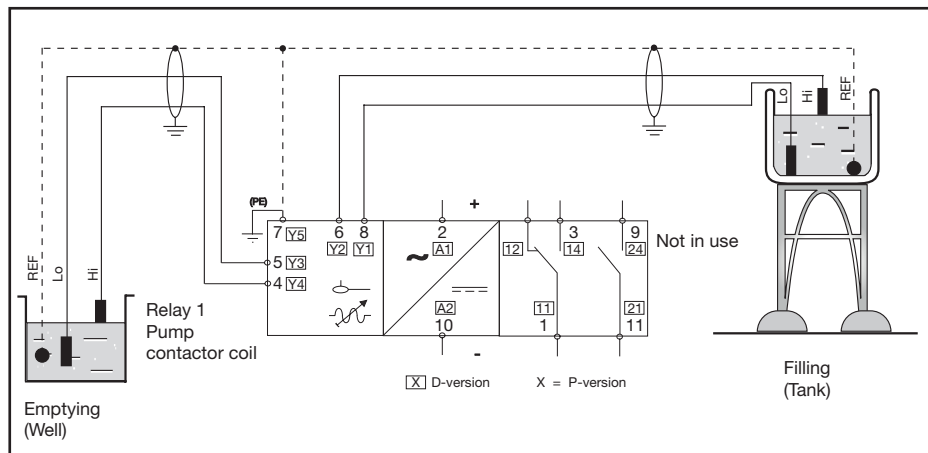 REF
Lo
Hi
Lo
Hi
REF
(PE)
7 Y5
6
8
Y2 Y1
5 Y3
4 Y4
+
2
A1
~
A2
10
-
3
9
12
14
24
11
21
1
11
Not in use
Relay 1
Pump
contactor coil
X D-version
X = P-version
Emptying
(Well)
Filling
(Tank)